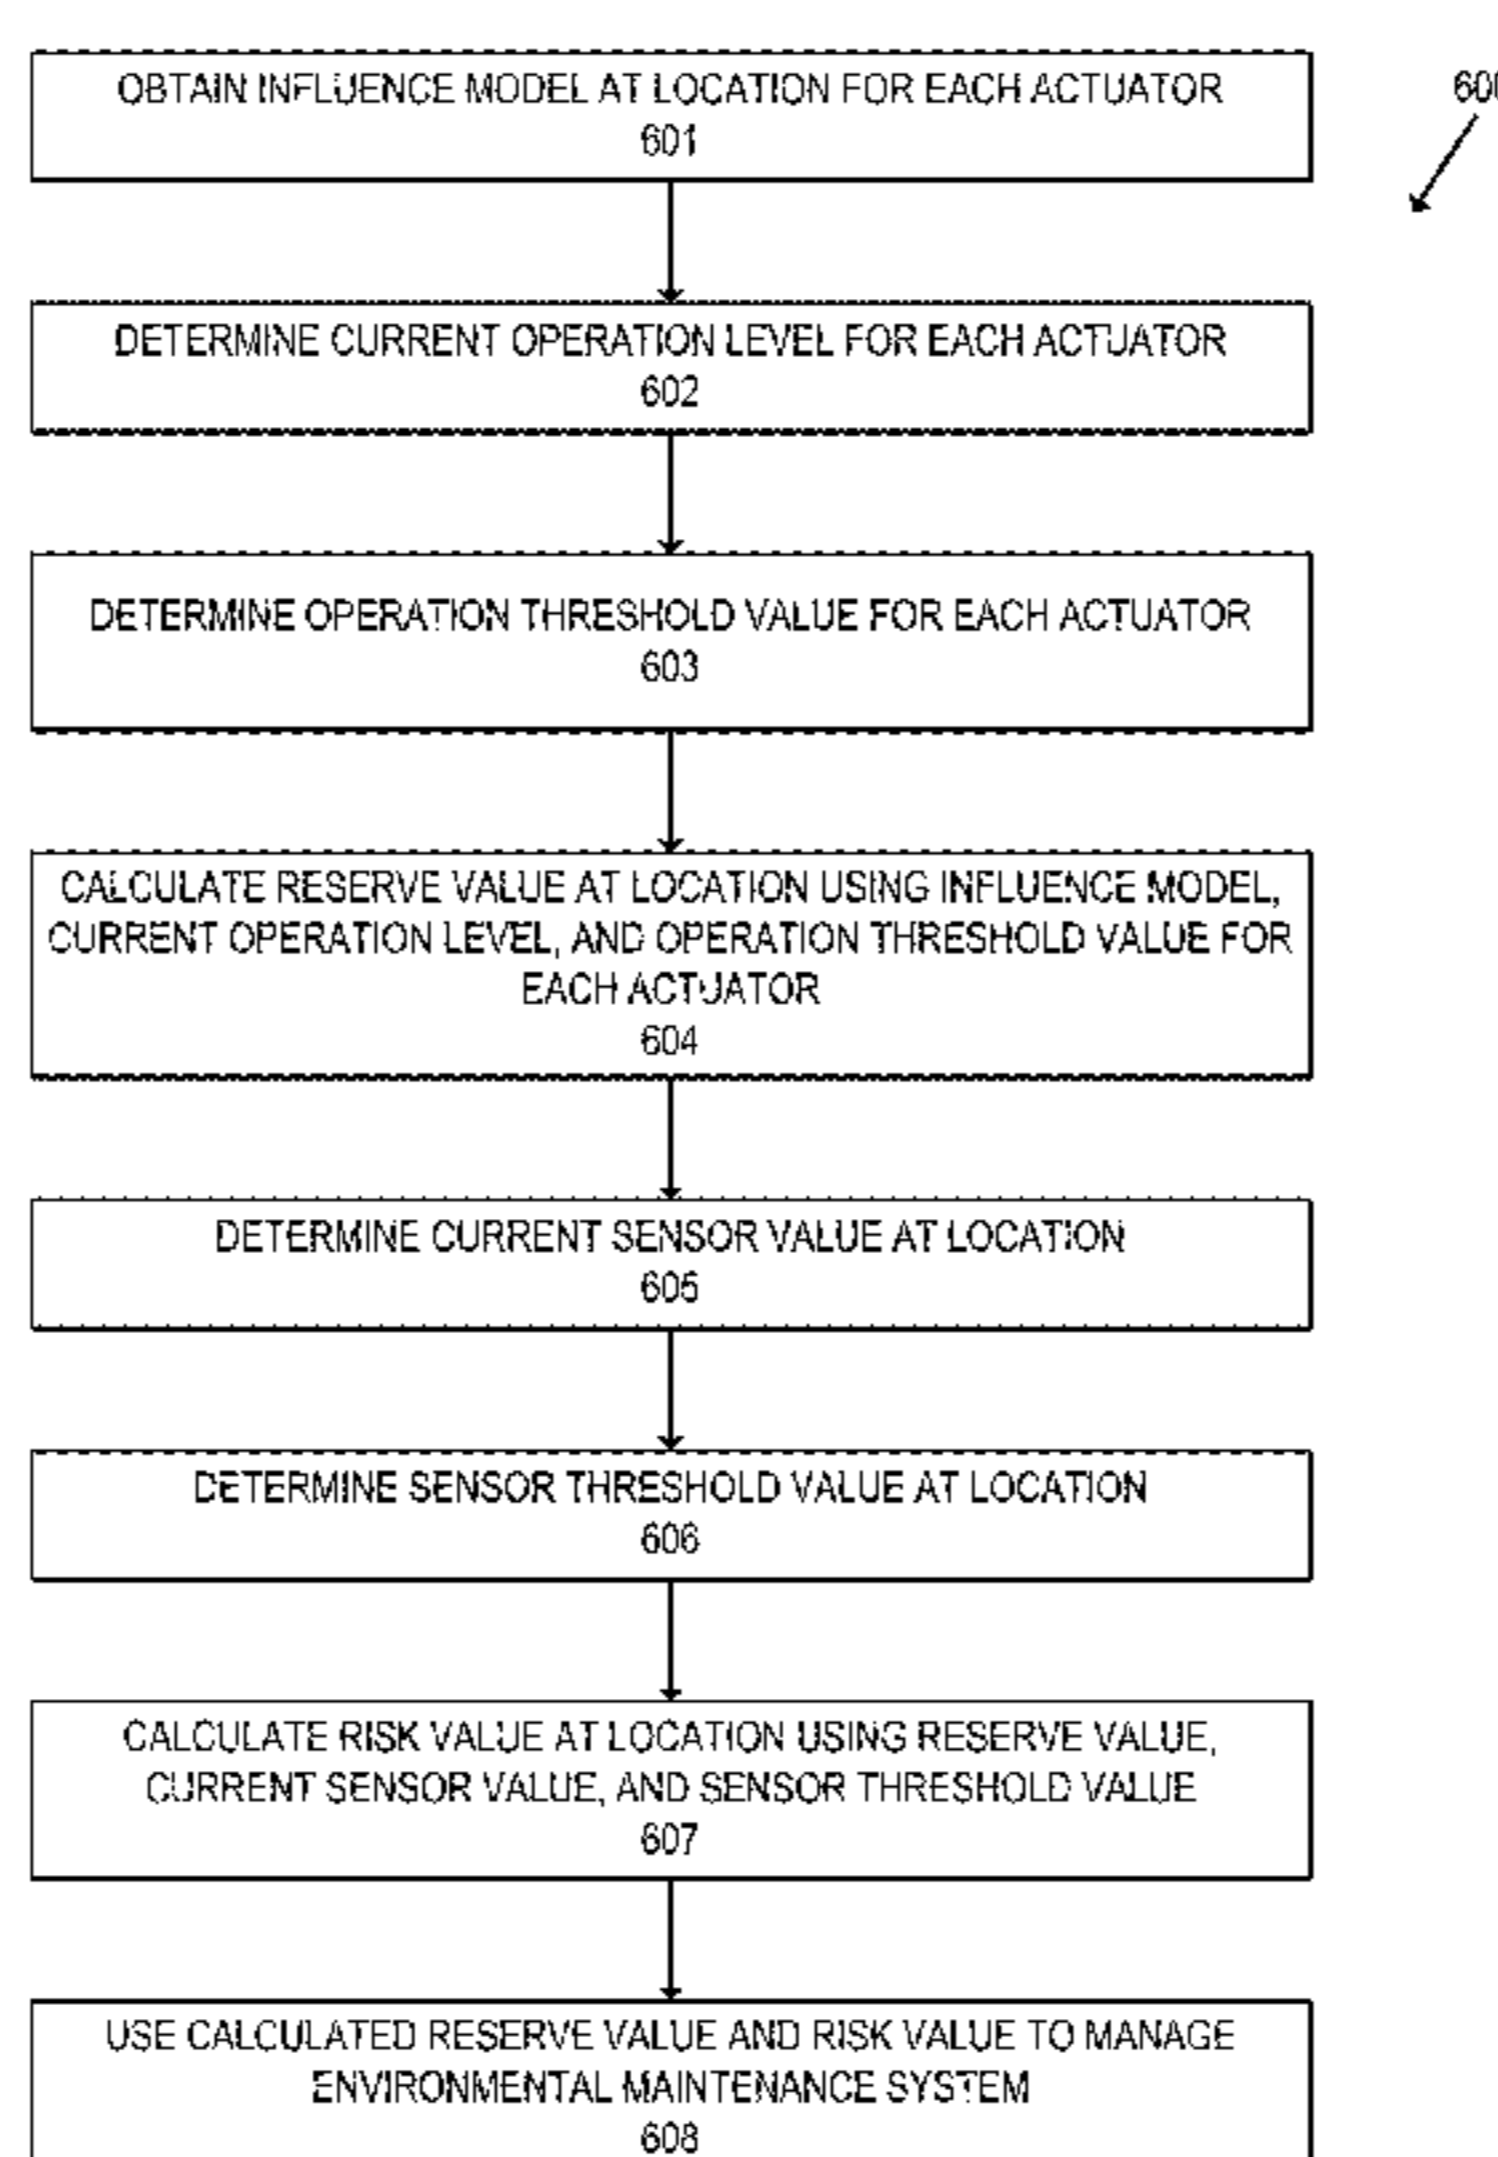 OBTAIN INFLUENCE MODEL AT LOCATION FOR EACH ACTUATOR
601
600
DETERMINE CURRENT OPERATION LEVEL FOR EACH ACTUATOR
602
DETERMINE OPERATION THRESHOLD VALUE FOR EACH ACTUATOR
603
CALCULATE RESERVE VALUE AT LOCATION USING INFLUENCE MODEL,
CURRENT OPERATION LEVEL, AND OPERATION THRESHOLD VALUE FOR
EACH ACTUATOR
604
DETERMINE CURRENT SENSOR VALUE AT LOCATION
605
DETERMINE SENSOR THRESHOLD VALUE AT LOCATION
606
CALCULATE RISK VALUE AT LOCATION USING RESERVE VALUE,
CURRENT SENSOR VALUE, AND SENSOR THRESHOLD VALUE
607
USE CALCULATED RESERVE VALUE AND RISK VALUE TO MANAGE
ENVIRONMENTAL MAINTENANCE SYSTEM
608